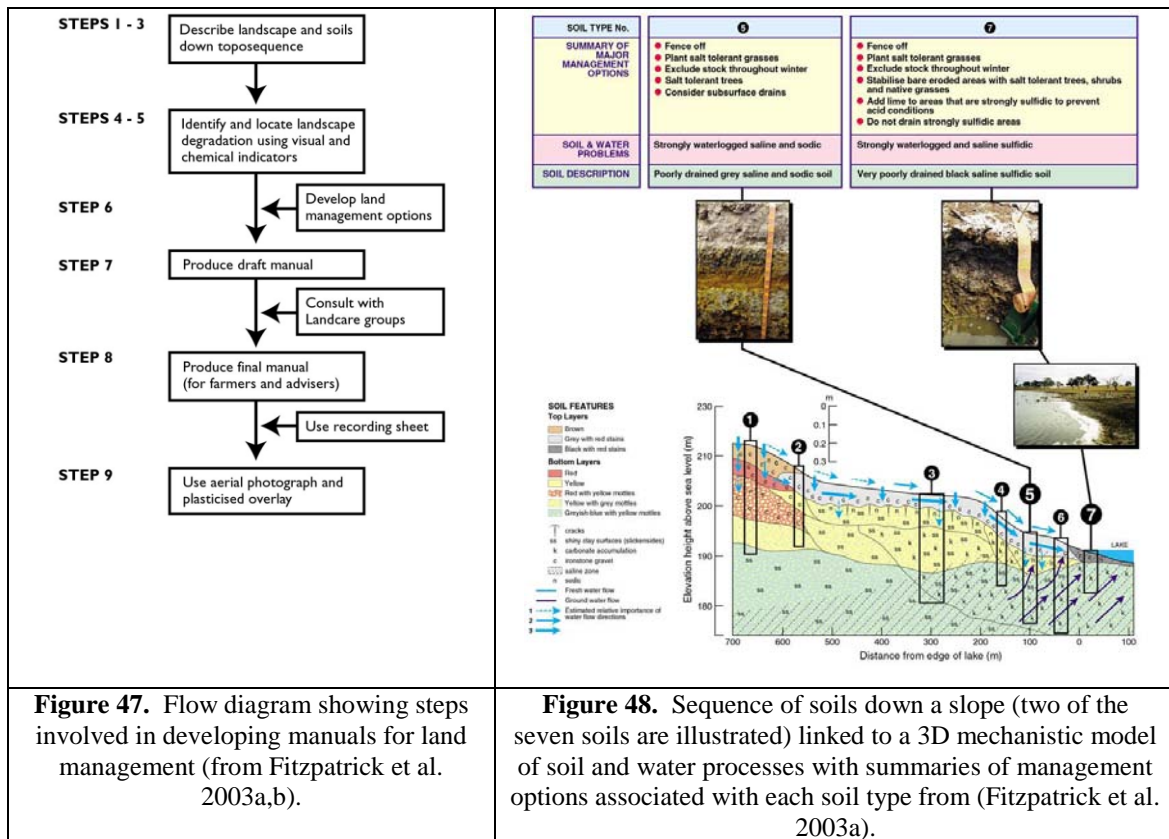 STEPS 1 - 3
Describe landscape and soils
down toposequence
STEPS 4 - 5
Identify and locate landscape
degradation using visual and
chemical indicators
STEP 6
Develop land
management options
STEP 7
Produce draft manual
Consult with
Landcare groups
STEP 8
Produce final manual
(for farmers and advisers)
Use recording sheet
STEP 9
Use aerial photograph and
plasticised overlay
Figure 47. Flow diagram showing steps
involved in developing manuals for land
management (from Fitzpatrick et al.
2003a,b).
SOIL TYPE No.
5
7
SUMMARY OF
MAJOR
MANAGEMENT
OPTIONS
Fence off
Plant salt tolerant grasses
Exclude stock throughout winter
Salt tolerant trees
Consider subsurface drains
Fence off
Plant salt tolerant grasses
Exclude stock throughout winter
Stabilise bare eroded areas with salt tolerant trees, shrubs
and native grasses
Add lime to areas that are strongly sulfidic to prevent
acid conditions
Do not drain strongly sulfidic areas
SOIL & WATER
PROBLEMS
Strongly waterlogged saline and sodic
Strongly waterlogged and saline sulfidic
SOIL DESCRIPTION
Poorly drained grey saline and sodic soil
Very poorly drained black saline sulfidic soil
SOIL FEATURES
Top Layers
Brown
Grey with red stains
Black with red stains
Bottom Layers
Red
Yellow
Red with yellow mottles
Yellow with grey mottles
Greyish-blue with yellow mottles
cracks
ss shiny clay surfaces (slickensides)
k carbonate accumulation
c ironstone gravel
saline zone
n sodic
Fresh water flow
Ground water flow
1 Estimated relative importance of
2 water flow directions
3
Elevation height above sea level (m)
230
210
200
190
180
m
0
0.1
0.2
0.3
1
2
3
4
5
6
7
LAKE
700 600 500 400 300 200 100 0 100
Distance from edge of lake (m)
Figure 48. Sequence of soils down a slope (two of the
seven soils are illustrated) linked to a 3D mechanistic model
of soil and water processes with summaries of management
options associated with each soil type from (Fitzpatrick et al.
2003a).